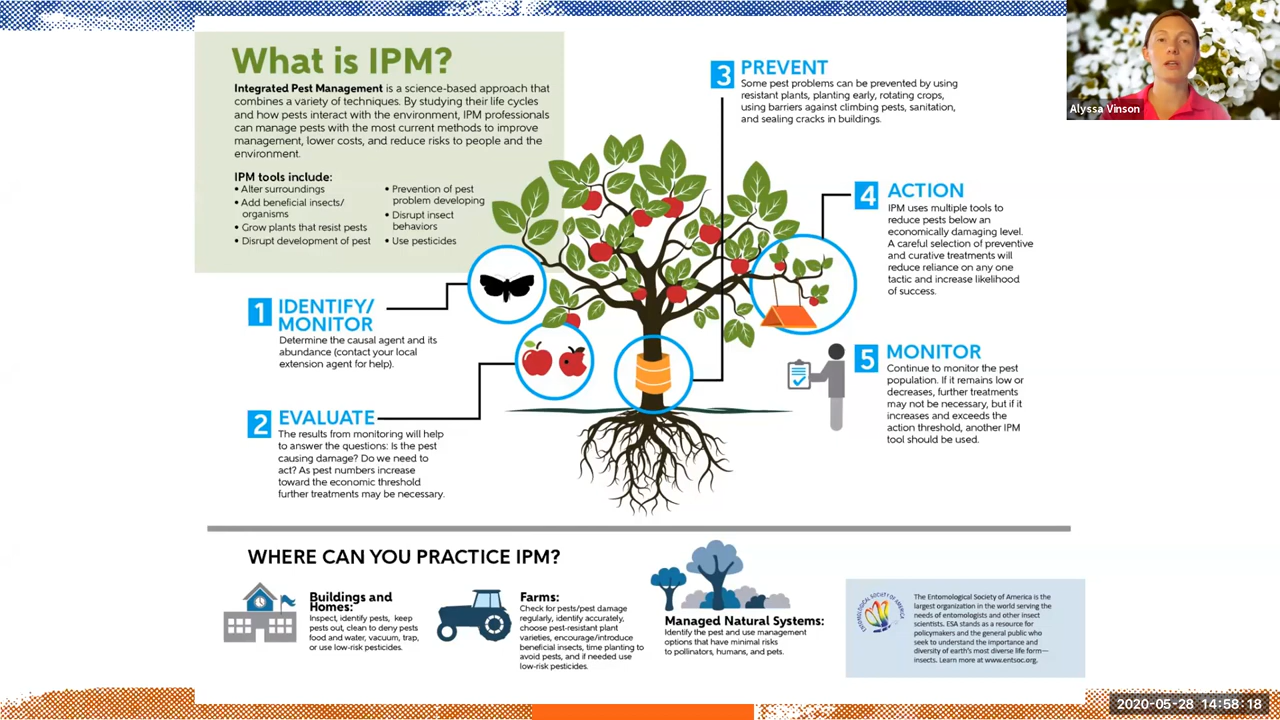 What is IPM?
Integrated Pest Management is a science-based approach that
combines a variety of techniques. By studying their life cycles
and how pests interact with the environment, IPM professionals
can manage pests with the most current methods to improve
management, lower costs, and reduce risks to people and the
environment.
IPM tools include:
• Alter surroundings
• Add beneficial insects/
organisms
• Grow plants that resist pests
• Disrupt development of pest
• Prevention of pest
problem developing
• Disrupt insect
behaviors
• Use pesticides
1 IDENTIFY/
MONITOR
Determine the causal agent and its
abundance (contact your local
extension agent for help).
2 EVALUATE
The results from monitoring will help
to answer the questions: Is the pest
causing damage? Do we need to
act? As pest numbers increase
toward the economic threshold
further treatments may be necessary.
3 PREVENT
Some pest problems can be prevented by using
resistant plants, planting early, rotating crops,
using barriers against climbing pests, sanitation,
and sealing cracks in buildings.
4 ACTION
IPM uses multiple tools to
reduce pests below an
economically damaging level.
A careful selection of preventive
and curative treatments will
reduce reliance on any one
tactic and increase likelihood
of success.
5 MONITOR
Continue to monitor the pest
population. If it remains low or
decreases, further treatments
may not be necessary, but if it
increases and exceeds the
action threshold, another IPM
tool should be used.
WHERE CAN YOU PRACTICE IPM?
Buildings and
Homes:
Inspect, identify pests, keep
pests out, clean to deny pests
food and water, vacuum, trap,
or use low-risk pesticides.
Farms:
Check for pests/pest damage
regularly, identify accurately,
choose pest-resistant plant
varieties, encourage/introduce
beneficial insects, time planting to
avoid pests, and if needed use
low-risk pesticides.
Managed Natural Systems:
Identify the pest and use management
options that have minimal risks
to pollinators, humans, and pets.
ENTOMOLOGICAL SOCIETY OF AMERICA
The Entomological Society of America is the
largest organization in the world serving the
needs of entomologists and other insect
scientists. ESA stands as a resource for
policymakers and the general public who
seek to understand the importance and
diversity of earth's most diverse life form—
insects. Learn more at www.entsoc.org.
Alyssa Vinson
2020-05-28 14:58:18